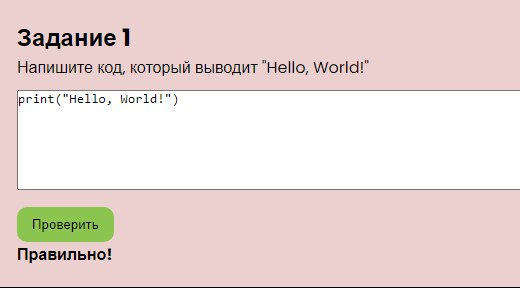 Задание 1
Напишите код, который выводит "Hello, World!"
print("Hello, World!")
Проверить
Правильно!